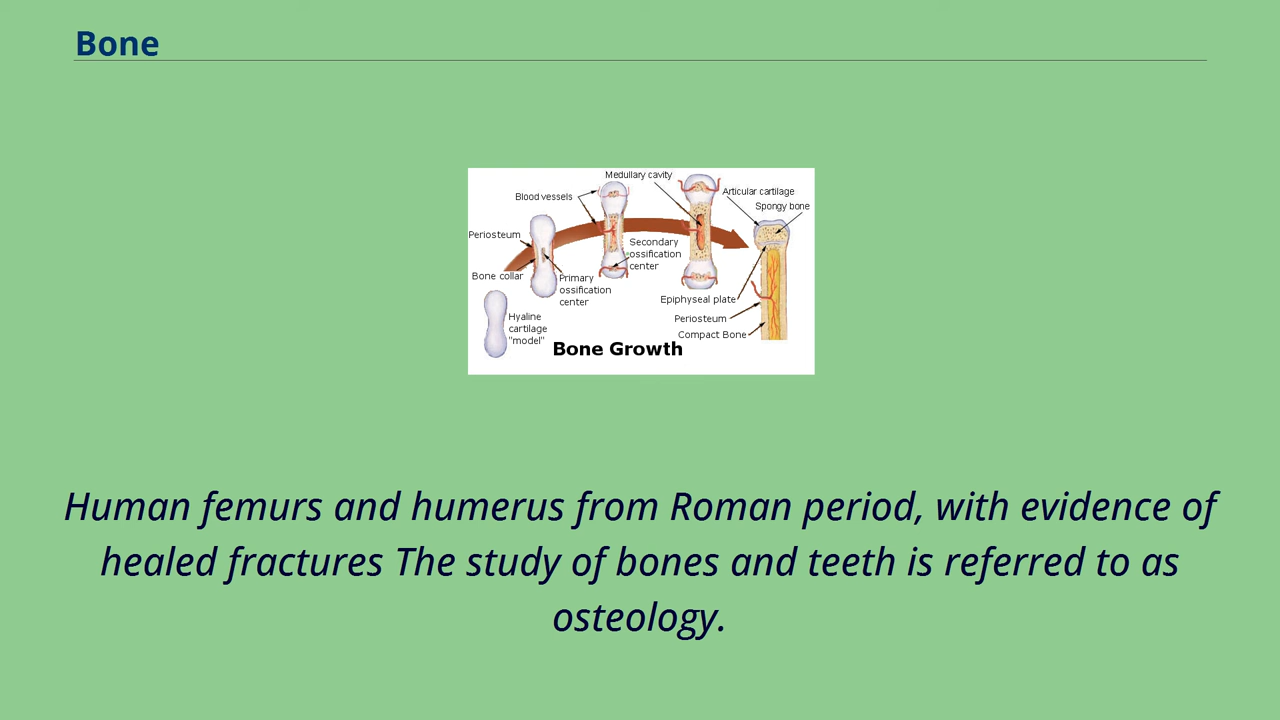 Bone
Medullary cavity
Blood vessels
Articular cartilage
Spongy bone
Periosteum
Secondary
ossification
center
Bone collar
Primary
ossification
center
Epiphyseal plate
Hyaline
cartilage
"model"
Periosteum
Compact Bone
Bone Growth
Human femurs and humerus from Roman period, with evidence of
healed fractures The study of bones and teeth is referred to as
osteology.